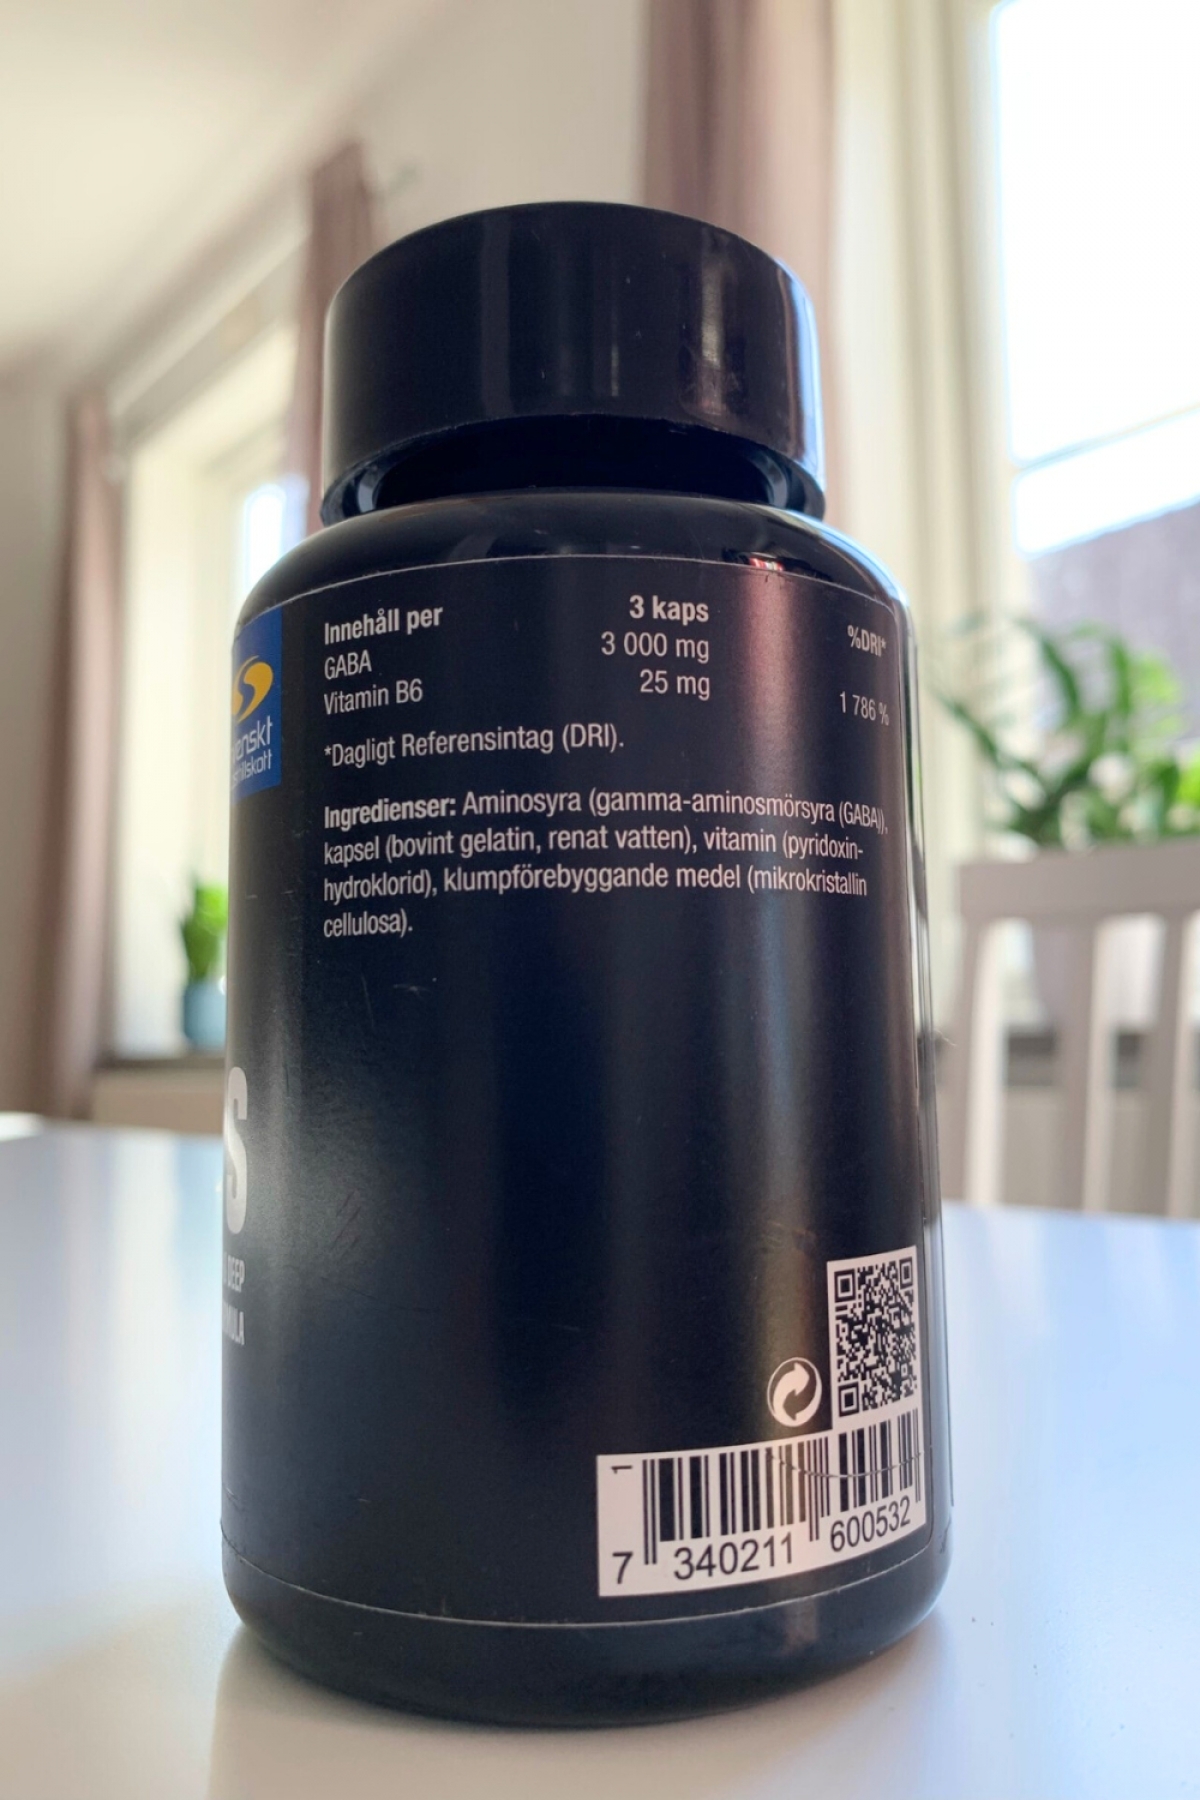 Innehåll per 3 kaps %DRI*
GABA 3 000 mg
Vitamin B6 25 mg 1 786 %
*Dagligt Referensintag (DRI).
Ingredienser: Aminosyra (gamma-aminosmörsyra (GABA)),
kapsel (bovint gelatin, renat vatten), vitamin (pyridoxin-
hydroklorid), klumpförebyggande medel (mikrokristallin
cellulosa).
S
DEEP
1
7 340211 600532